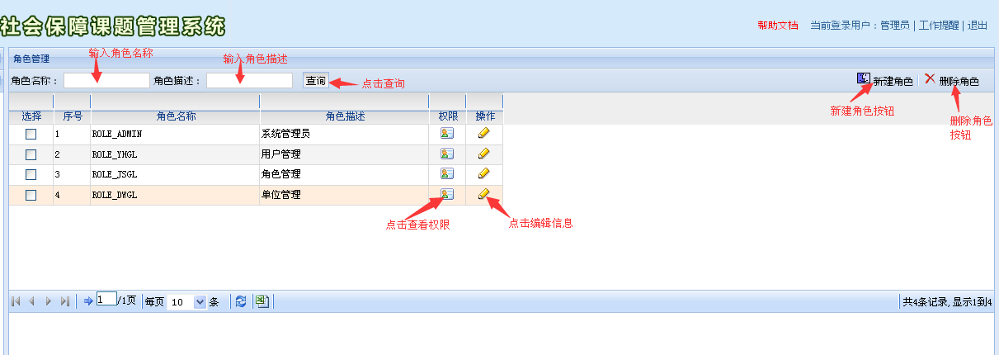 社会保障课题管理系统
帮助文档 当前登录用户：管理员 | 工作提醒 | 退出
角色管理
输入角色名称 输入角色描述
角色名称： 角色描述： 查询 点击查询 新建角色 删除角色
新建角色按钮
删除角色
按钮
选择 序号 角色名称 角色描述 权限 操作
1 ROLE_ADMIN 系统管理员
2 ROLE_YHGL 用户管理
3 ROLE_JSGL 角色管理
4 ROLE_DWGL 单位管理
点击查看权限 点击编辑信息
1 /1页 每页 10 条 共4条记录, 显示1到4